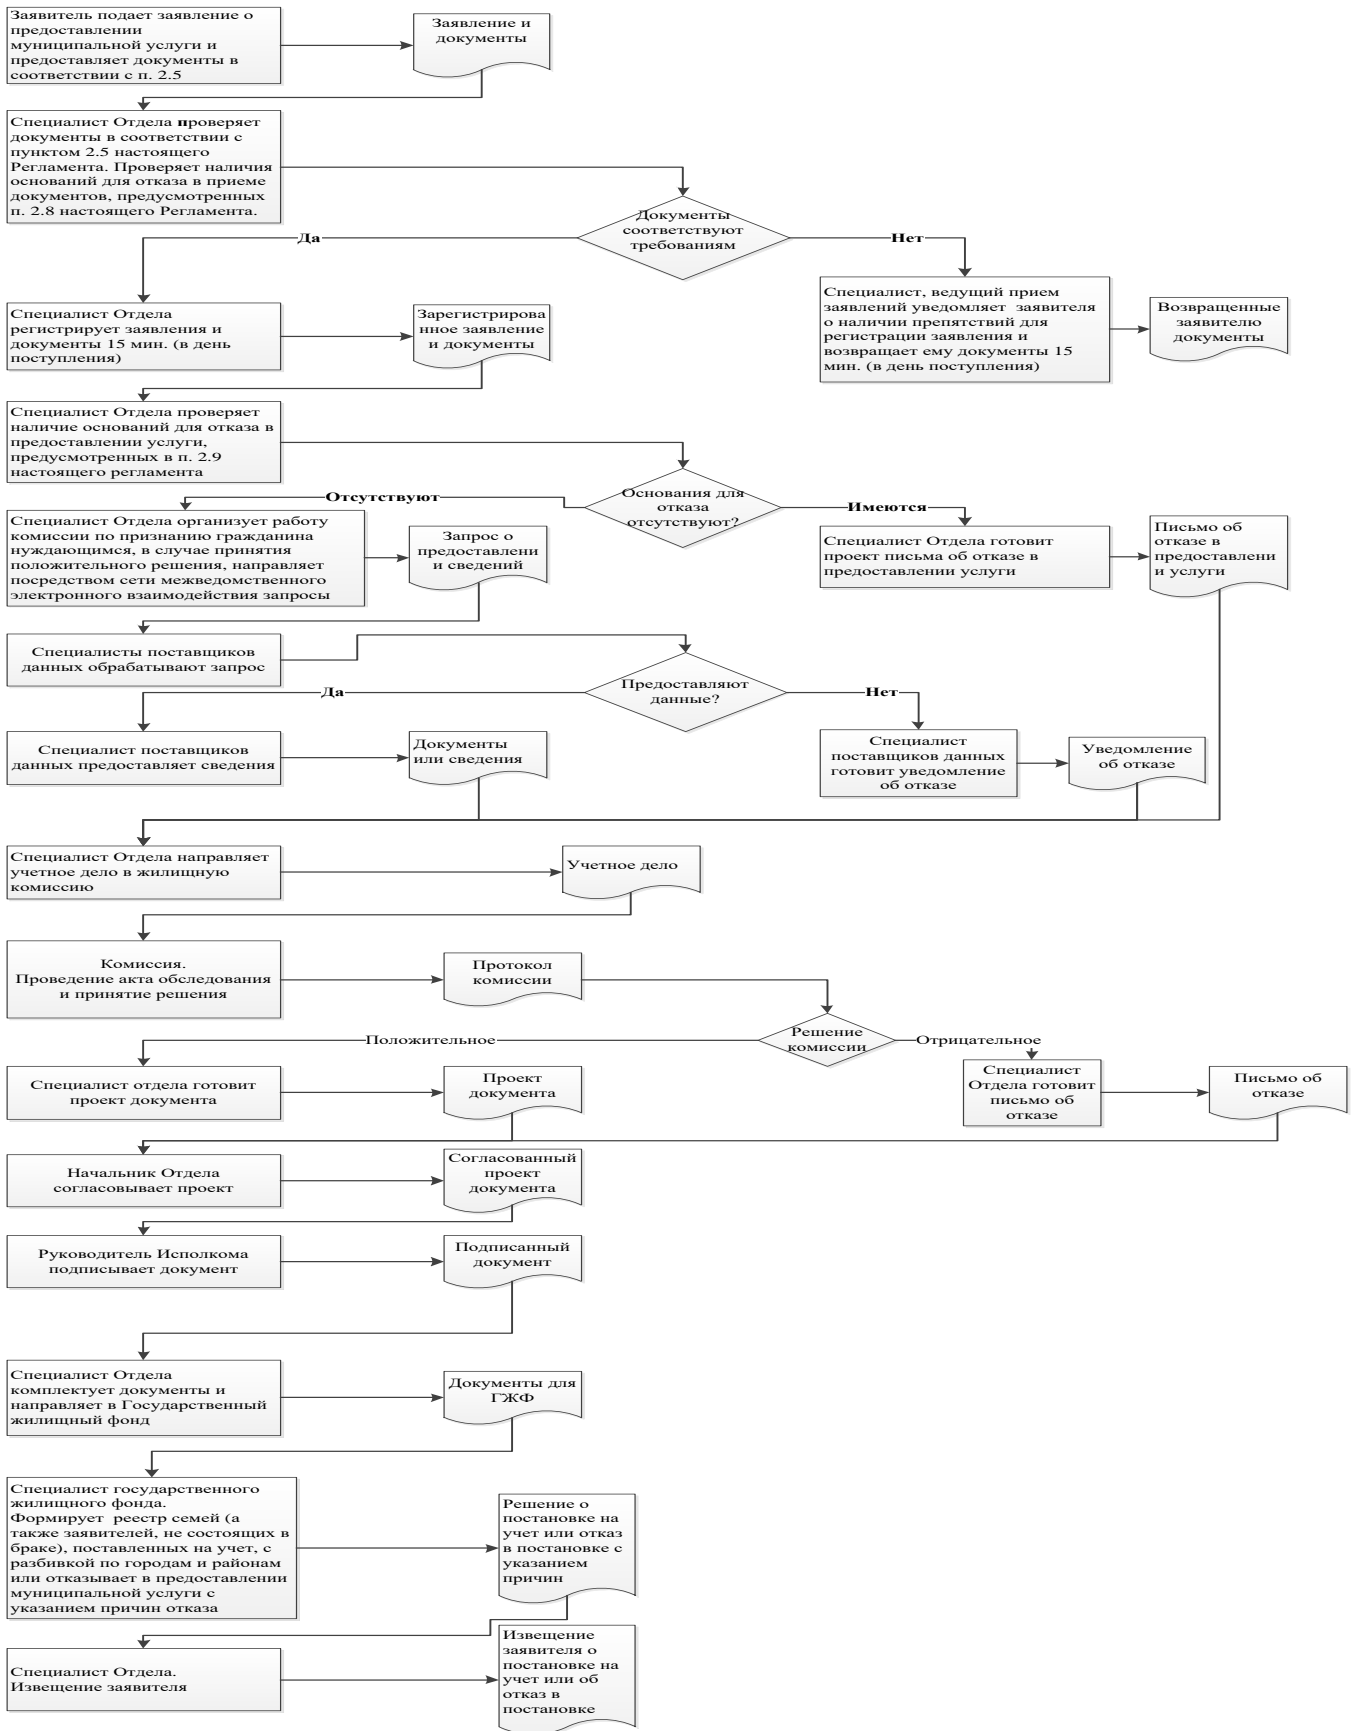 Заявитель подает заявление о
предоставлении
муниципальной услуги и
предоставляет документы в
соответствии с п. 2.5
Заявление и
документы
Специалист Отдела проверяет
документы в соответствии с
пунктом 2.5 настоящего
Регламента. Проверяет наличия
оснований для отказа в приеме
документов, предусмотренных
п. 2.8 настоящего Регламента.
Документы
соответствуют
требованиям
Да
Нет
Специалист Отдела
регистрирует заявления и
документы 15 мин. (в день
поступления)
Зарегистрирова
нное заявление
и документы
Специалист, ведущий прием
заявлений уведомляет заявителя
о наличии препятствий для
регистрации заявления и
возвращает ему документы 15
мин. (в день поступления)
Возвращенные
заявителю
документы
Специалист Отдела проверяет
наличие оснований для отказа в
предоставлении услуги,
предусмотренных в п. 2.9
настоящего регламента
Основания для
отказа
отсутствуют?
Отсутствуют
Имеются
Специалист Отдела организует работу
комиссии по признанию гражданина
нуждающимся, в случае принятия
положительного решения, направляет
посредством сети межведомственного
электронного взаимодействия запросы
Запрос о
предоставлени
и сведений
Специалист Отдела готовит
проект письма об отказе в
предоставлении услуги
Письмо об
отказе в
предоставлени
и услуги
Специалисты поставщиков
данных обрабатывают запрос
Предоставляют
данные?
Да
Нет
Специалист поставщиков
данных предоставляет сведения
Документы
или сведения
Специалист
поставщиков данных
готовит уведомление
об отказе
Уведомление
об отказе
Специалист Отдела направляет
учетное дело в жилищную
комиссию
Учетное дело
Комиссия.
Проведение акта обследования
и принятие решения
Протокол
комиссии
Решение
комиссии
Положительное
Отрицательное
Специалист отдела готовит
проект документа
Проект
документа
Специалист
Отдела готовит
письмо об
отказе
Письмо об
отказе
Начальник Отдела
согласовывает проект
Согласованный
проект
документа
Руководитель Исполкома
подписывает документ
Подписанный
документ
Специалист Отдела
комплектует документы и
направляет в Государственный
жилищный фонд
Документы для
ГЖФ
Специалист государственного
жилищного фонда.
Формирует реестр семей (а
также заявителей, не состоящих в
браке), поставленных на учет, с
разбивкой по городам и районам
или отказывает в предоставлении
муниципальной услуги с
указанием причин отказа
Решение о
постановке на
учет или отказ
в постановке с
указанием
причин
Специалист Отдела.
Извещение заявителя
Извещение
заявителя о
постановке на
учет или об
отказ в
постановке